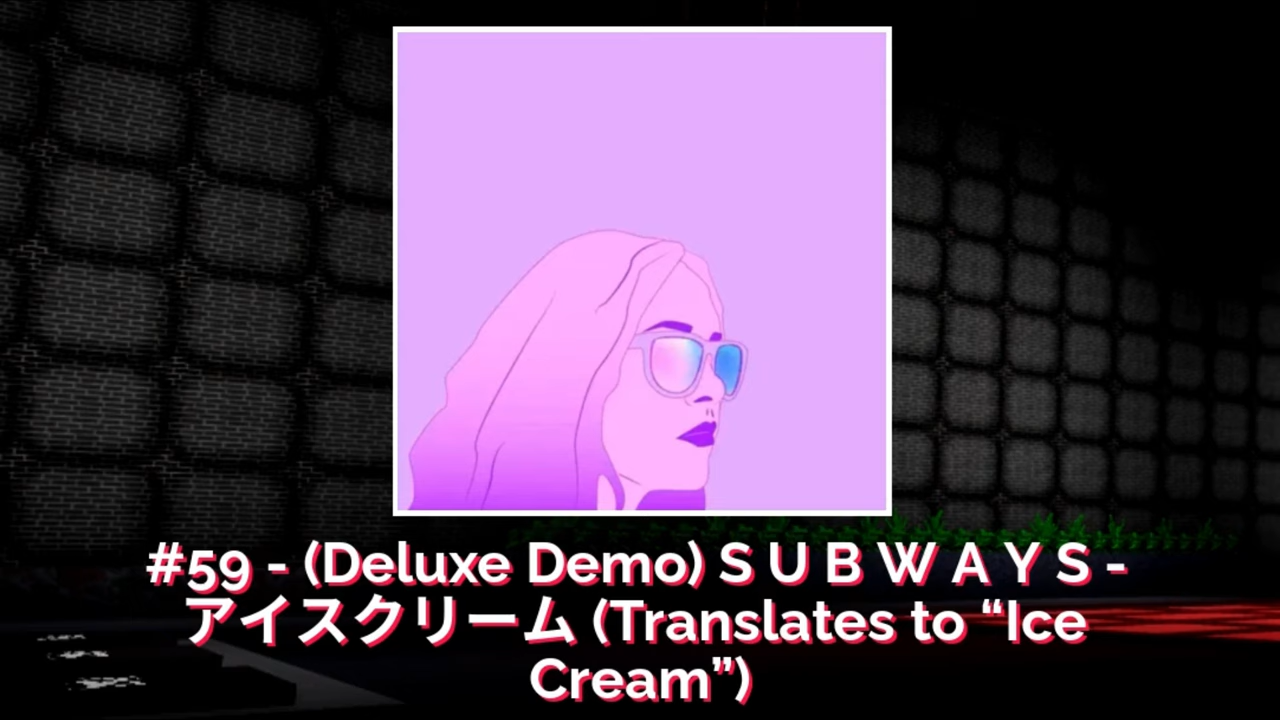 #59 - (Deluxe Demo) S U B W A Y S -
アイスクリーム (Translates to “Ice
Cream”)